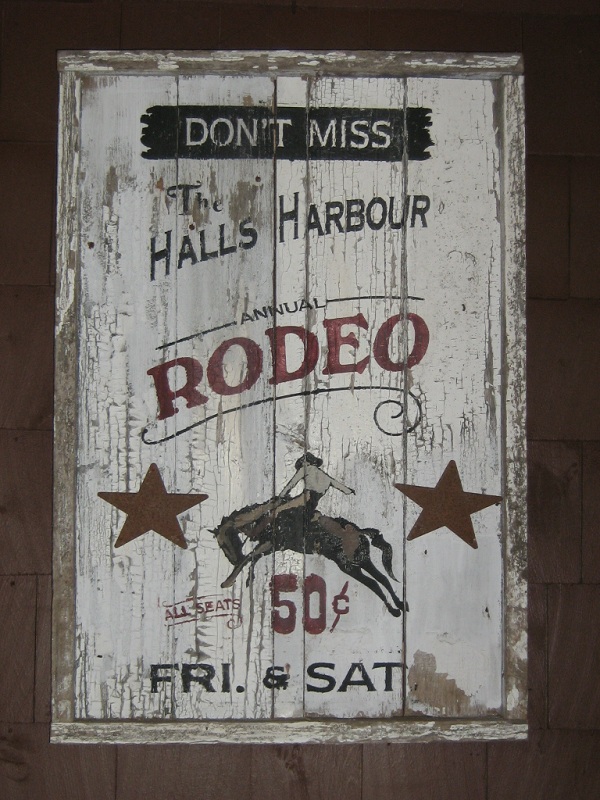 DON'T MISS
The
HALLS HARBOUR
ANNUAL
RODEO
ALL SEATS 50¢
FRI. & SAT